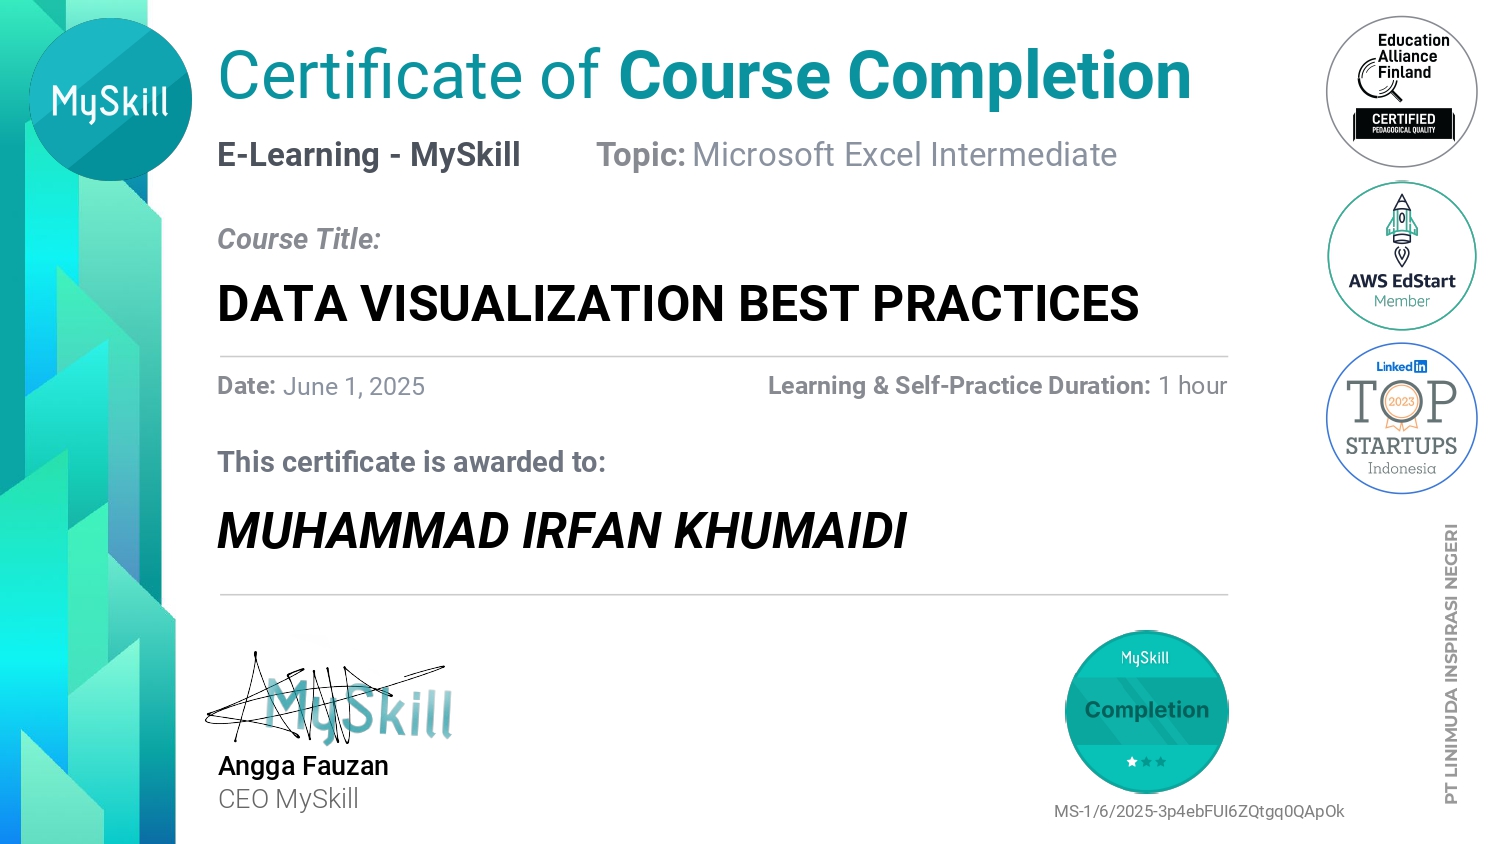 MySkill
Certificate of Course Completion
E-Learning - MySkill Topic: Microsoft Excel Intermediate
Course Title:
DATA VISUALIZATION BEST PRACTICES
Date: June 1, 2025 Learning & Self-Practice Duration: 1 hour
This certificate is awarded to:
MUHAMMAD IRFAN KHUMAIDI
MySkill
Angga Fauzan
CEO MySkill
MySkill
Completion
MS-1/6/2025-3p4ebFUI6ZQtgq0QApOk
Education
Alliance
Finland
CERTIFIED
PEDAGOGICAL QUALITY
AWS EdStart
Member
Linked in
TOP
2023
STARTUPS
Indonesia
PT LINIMUDA INSPIRASI NEGERI